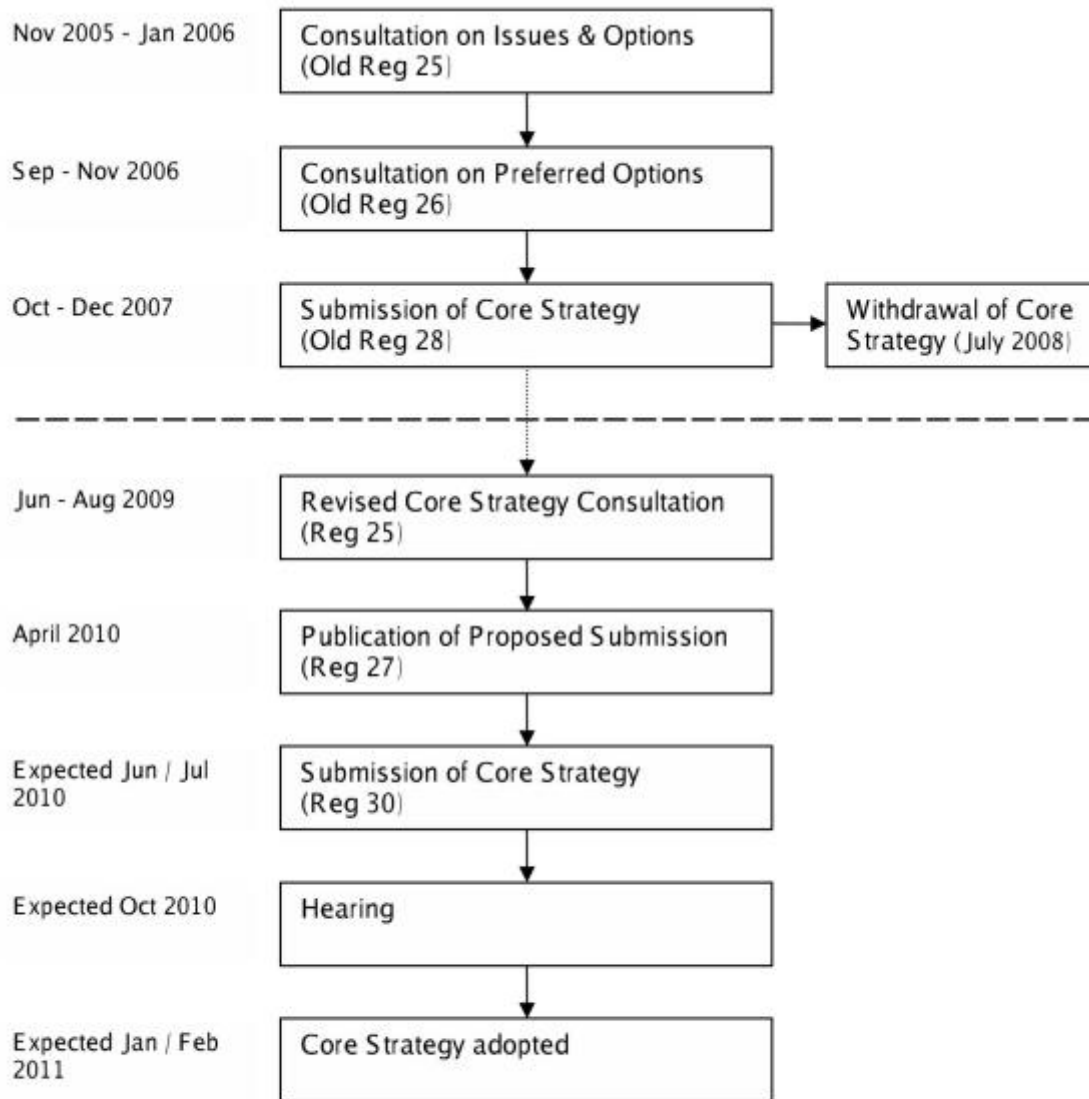 Nov 2005 - Jan 2006
Consultation on Issues & Options
(Old Reg 25)
Sep - Nov 2006
Consultation on Preferred Options
(Old Reg 26)
Oct - Dec 2007
Submission of Core Strategy
(Old Reg 28)
Withdrawal of Core
Strategy (July 2008)
Jun - Aug 2009
Revised Core Strategy Consultation
(Reg 25)
April 2010
Publication of Proposed Submission
(Reg 27)
Expected Jun / Jul
2010
Submission of Core Strategy
(Reg 30)
Expected Oct 2010
Hearing
Expected Jan / Feb
2011
Core Strategy adopted